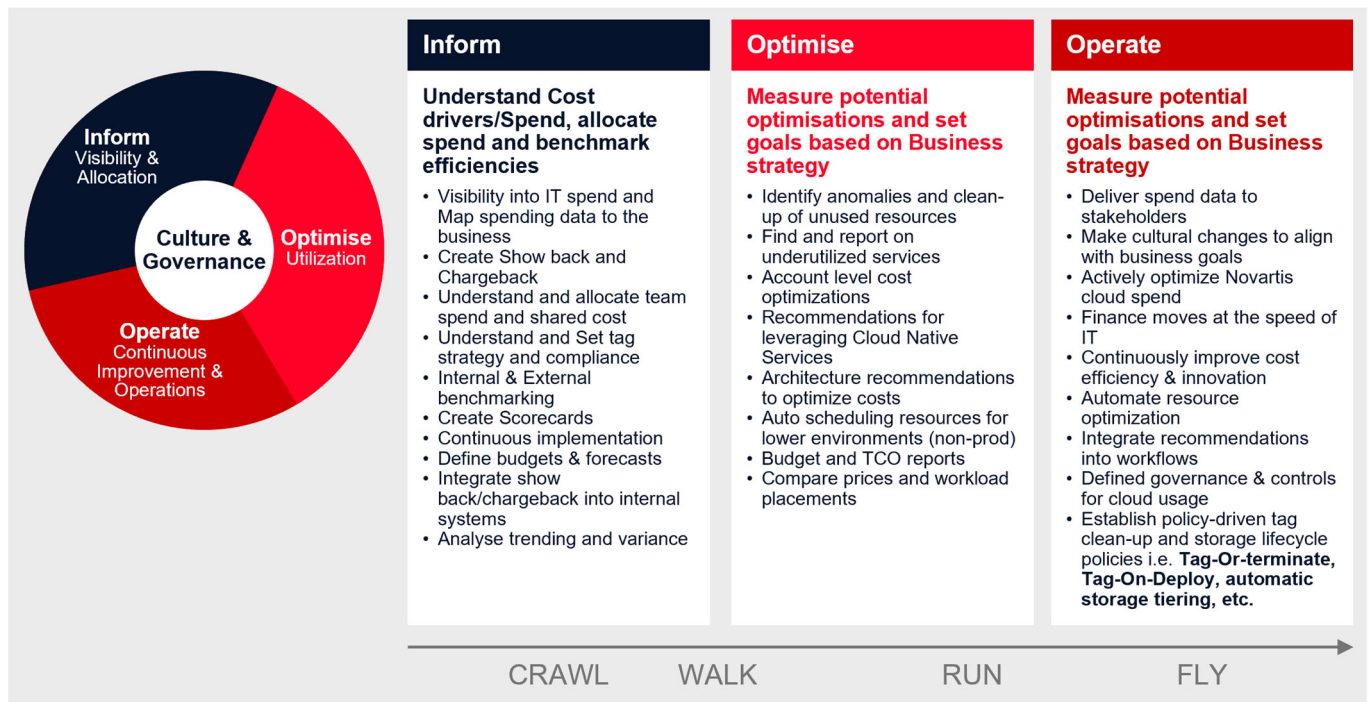 Inform
Visibility &
Allocation
Culture &
Governance
Optimise
Utilization
Operate
Continuous
Improvement &
Operations
Inform
Understand Cost
drivers/Spend, allocate
spend and benchmark
efficiencies
• Visibility into IT spend and
Map spending data to the
business
• Create Show back and
Chargeback
• Understand and allocate team
spend and shared cost
• Understand and Set tag
strategy and compliance
• Internal & External
benchmarking
• Create Scorecards
• Continuous implementation
• Define budgets & forecasts
• Integrate show
back/chargeback into internal
systems
• Analyse trending and variance
Optimise
Measure potential
optimisations and set
goals based on Business
strategy
• Identify anomalies and clean-
up of unused resources
• Find and report on
underutilized services
• Account level cost
optimizations
• Recommendations for
leveraging Cloud Native
Services
• Architecture recommendations
to optimize costs
• Auto scheduling resources for
lower environments (non-prod)
• Budget and TCO reports
• Compare prices and workload
placements
Operate
Measure potential
optimisations and set
goals based on Business
strategy
• Deliver spend data to
stakeholders
• Make cultural changes to align
with business goals
• Actively optimize Novartis
cloud spend
• Finance moves at the speed of
IT
• Continuously improve cost
efficiency & innovation
• Automate resource
optimization
• Integrate recommendations
into workflows
• Defined governance & controls
for cloud usage
• Establish policy-driven tag
clean-up and storage lifecycle
policies i.e. Tag-Or-terminate,
Tag-On-Deploy, automatic
storage tiering, etc.
CRAWL WALK RUN FLY